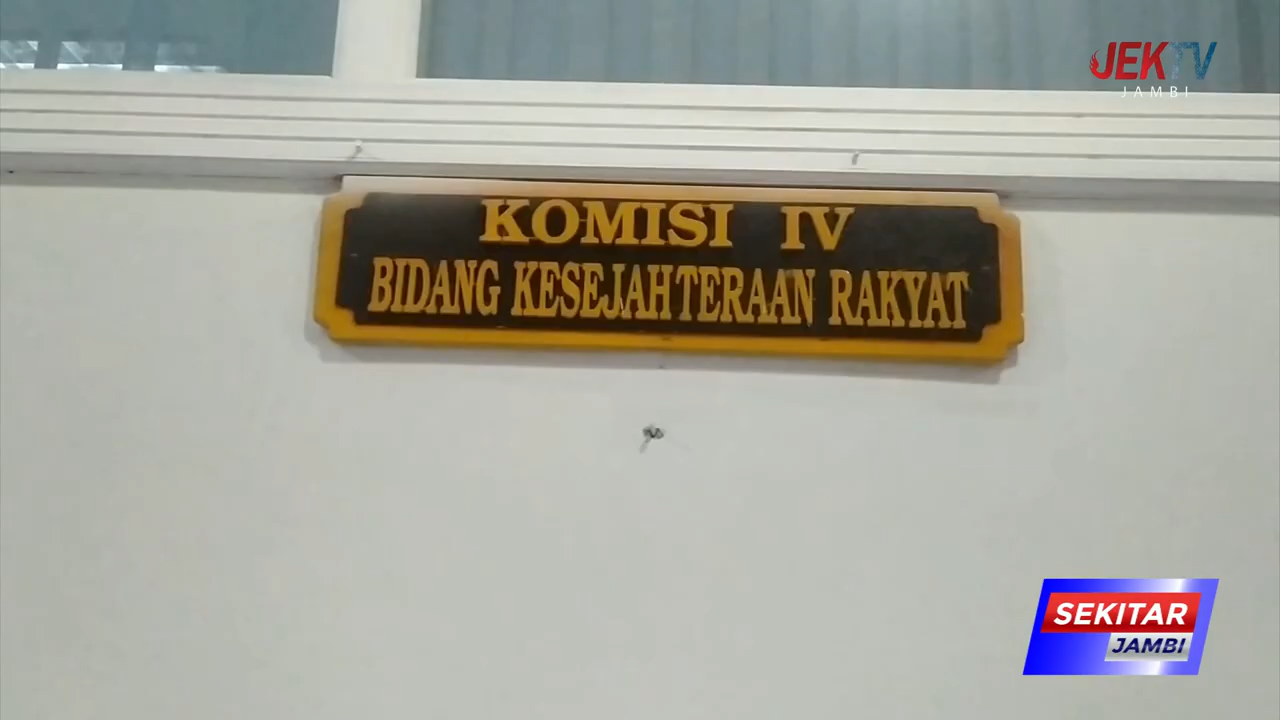 JEKTV
JAMBI
KOMISI IV
BIDANG KESEJAHTERAAN RAKYAT
SEKITAR
JAMBI